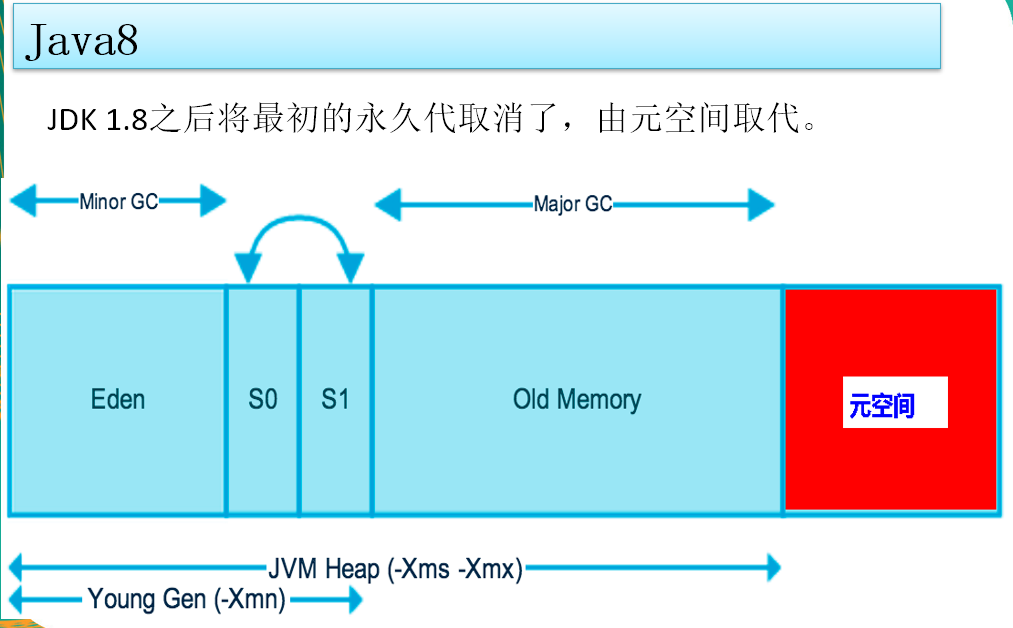 Java8
JDK 1.8之后将最初的永久代取消了，由元空间取代。
Minor GC
Major GC
Eden
S0
S1
Old Memory
元空间
JVM Heap (-Xms -Xmx)
Young Gen (-Xmn)